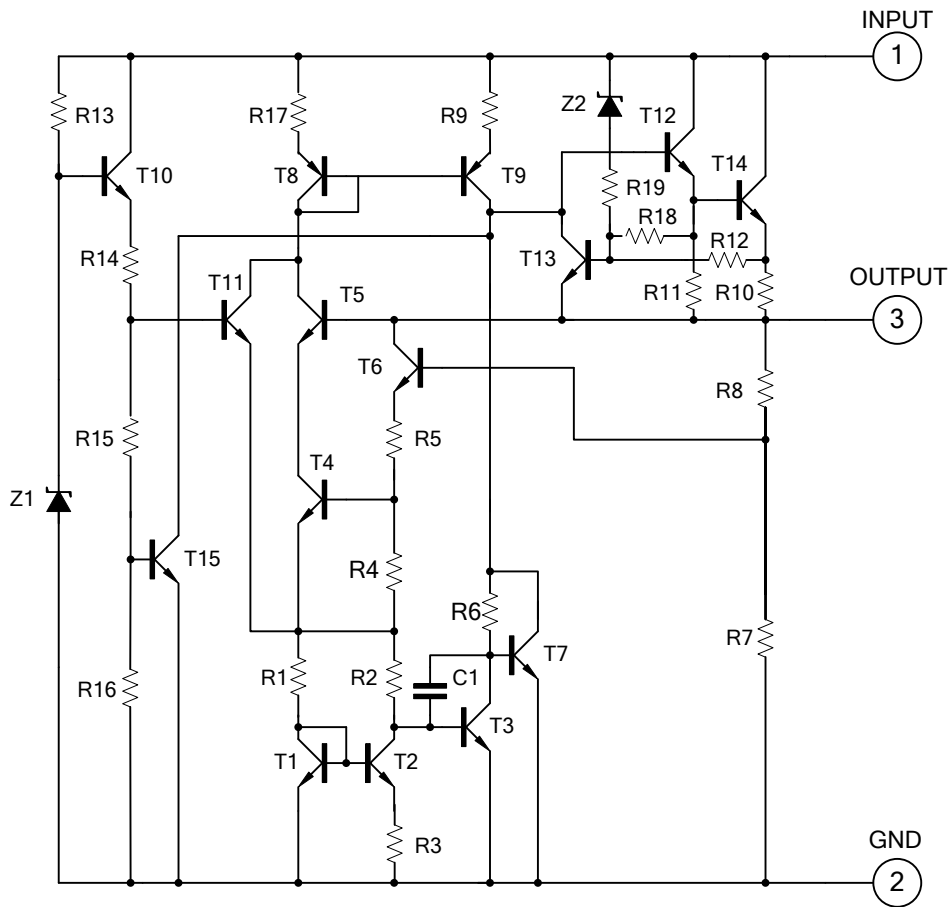 INPUT
1
R13
R17
R9
Z2
T12
T10
T8
T9
T14
R19
R18
R12
R14
T13
T11
R11
R10
OUTPUT
T5
3
T6
R8
R15
R5
T4
Z1
T15
R4
R6
R7
T7
R16
R1
R2
C1
T3
T1
T2
R3
GND
2